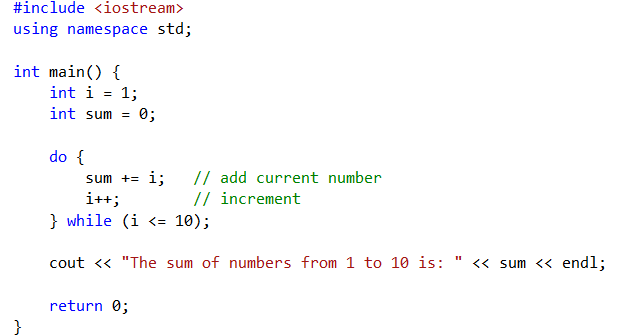 #include <iostream>
using namespace std;

int main() {
    int i = 1;
    int sum = 0;

    do {
        sum += i;   // add current number
        i++;        // increment
    } while (i <= 10);

    cout << "The sum of numbers from 1 to 10 is: " << sum << endl;

    return 0;
}